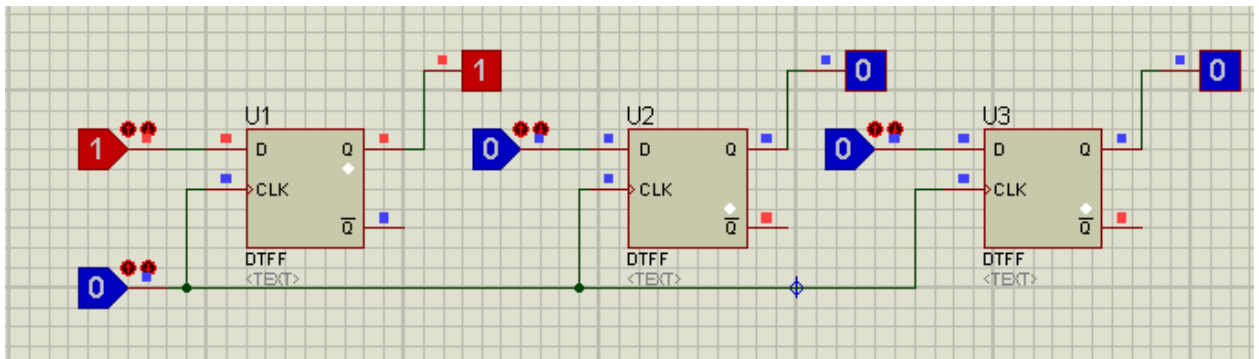 1
0
0
U1
U2
U3
1
D
Q
0
D
Q
0
D
Q
CLK
CLK
CLK
Q
Q
Q
DTFF
DTFF
DTFF
<TEXT>
<TEXT>
<TEXT>
0